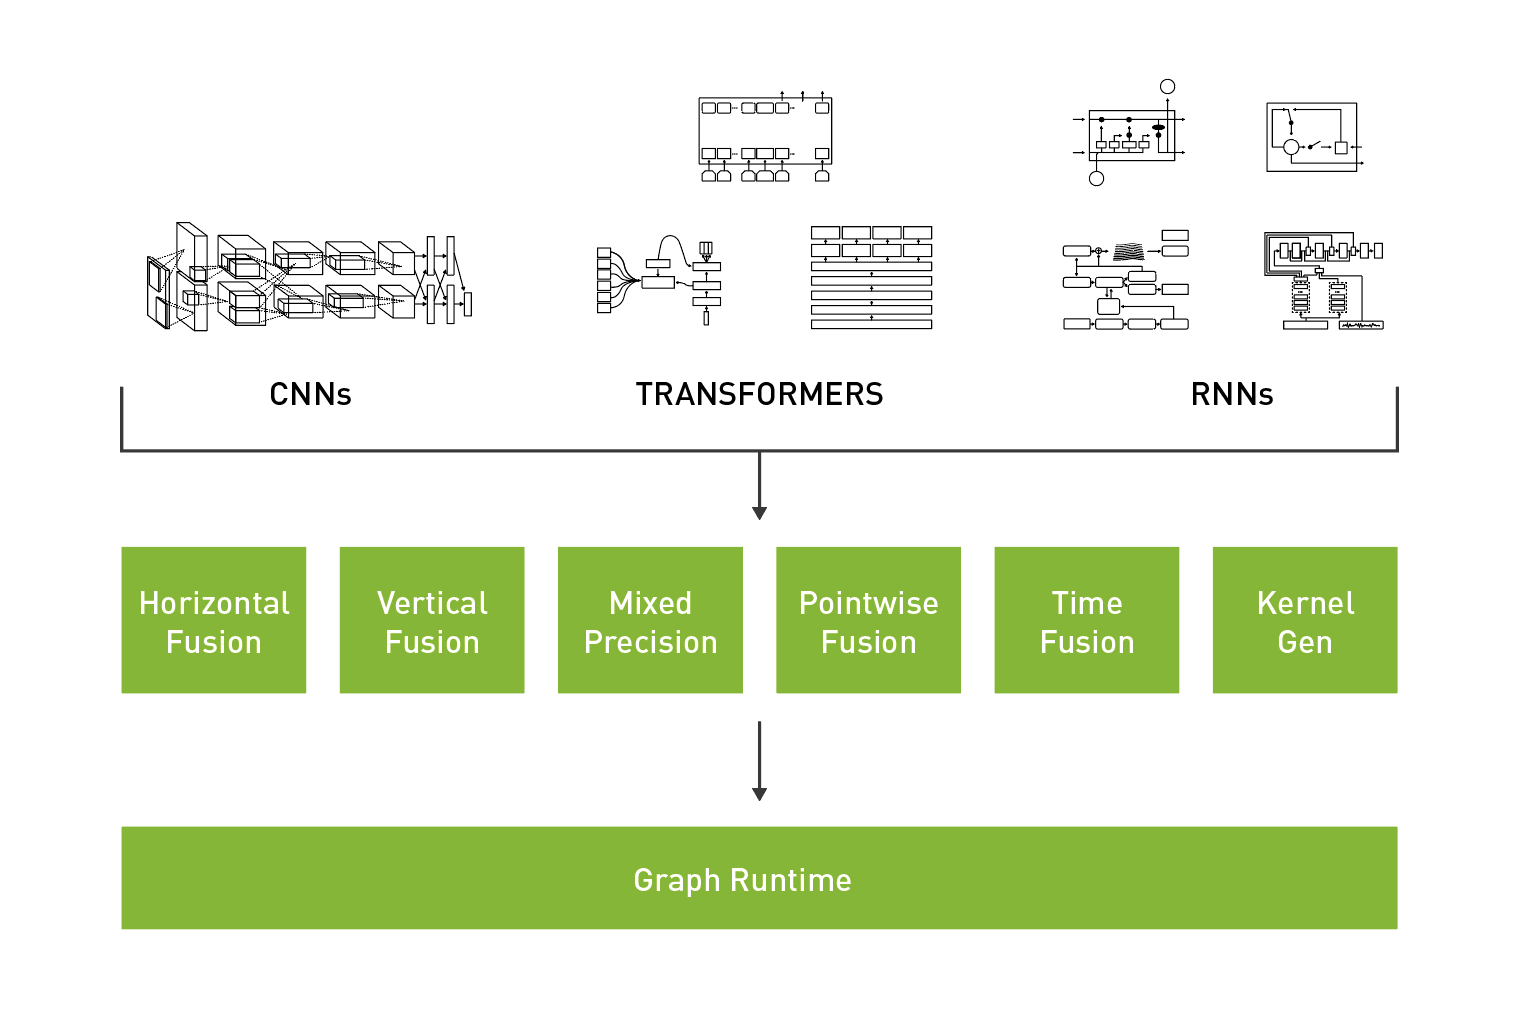 CNNs
TRANSFORMERS
RNNs
Horizontal
Fusion
Vertical
Fusion
Mixed
Precision
Pointwise
Fusion
Time
Fusion
Kernel
Gen
Graph Runtime